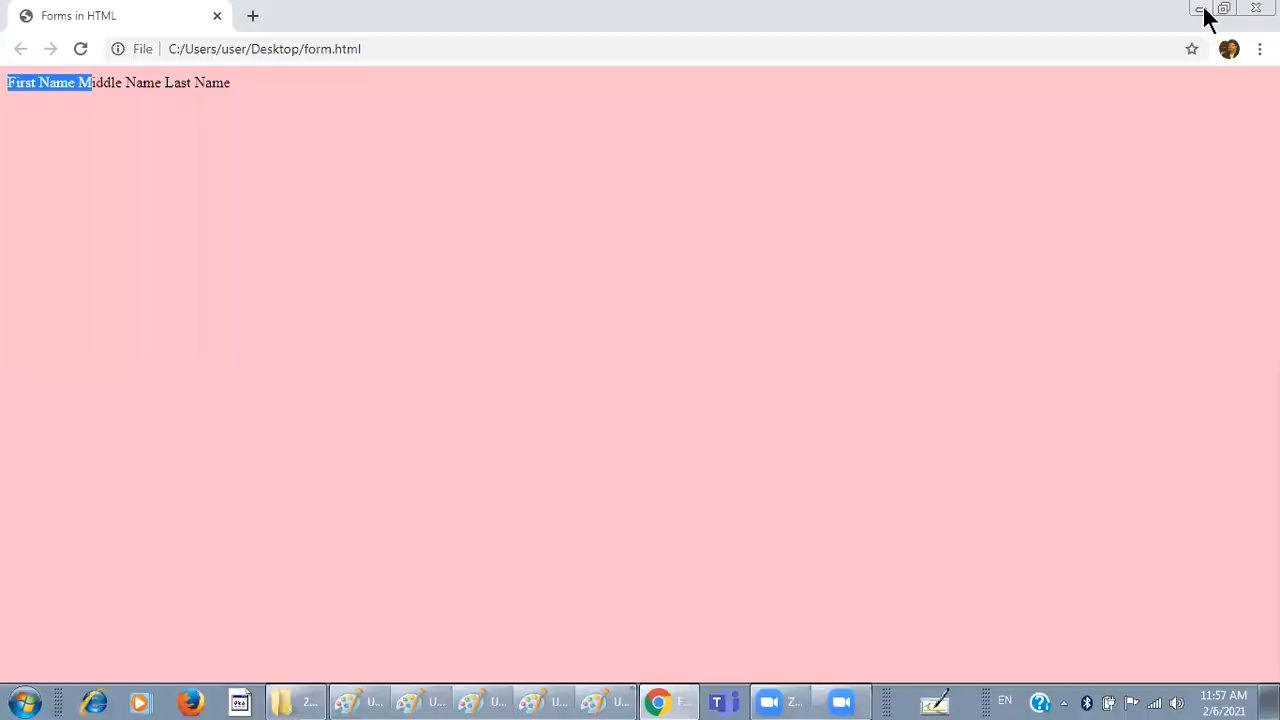 Forms in HTML
File C:/Users/user/Desktop/form.html
First Name Middle Name Last Name
2... U... U... U... U... U... F... Z... EN 11:57 AM
2/6/2021